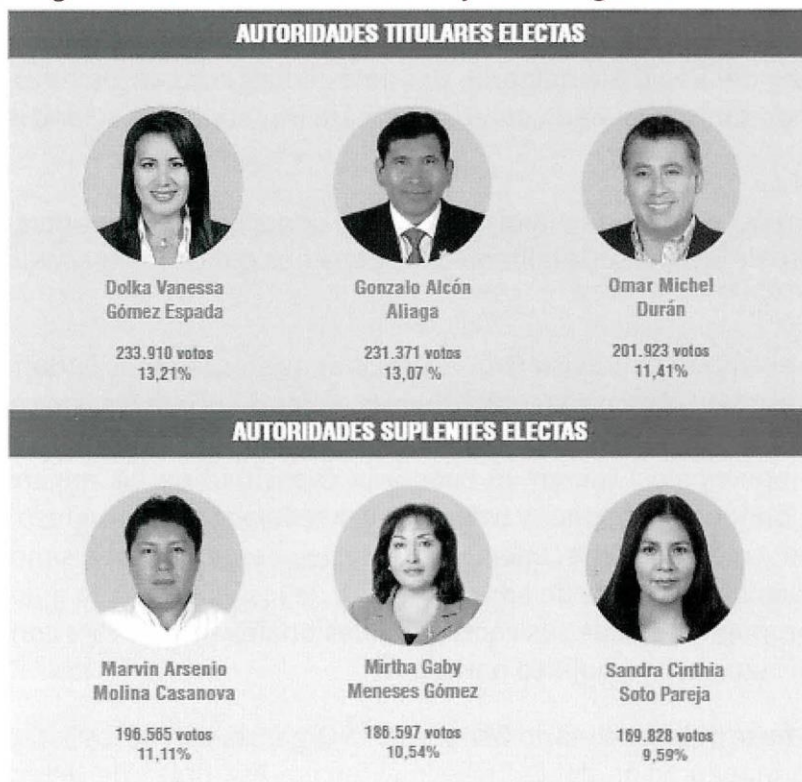 AUTORIDADES TITULARES ELECTAS
Dolka Vanessa
Gómez Espada
233.910 votos
13,21%
Gonzalo Alcón
Aliaga
231.371 votos
13,07 %
Omar Michel
Durán
201.923 votos
11,41%
AUTORIDADES SUPLENTES ELECTAS
Marvin Arsenio
Molina Casanova
196.565 votos
11,11%
Mirtha Gaby
Meneses Gómez
186.597 votos
10,54%
Sandra Cinthia
Soto Pareja
169.828 votos
9,59%